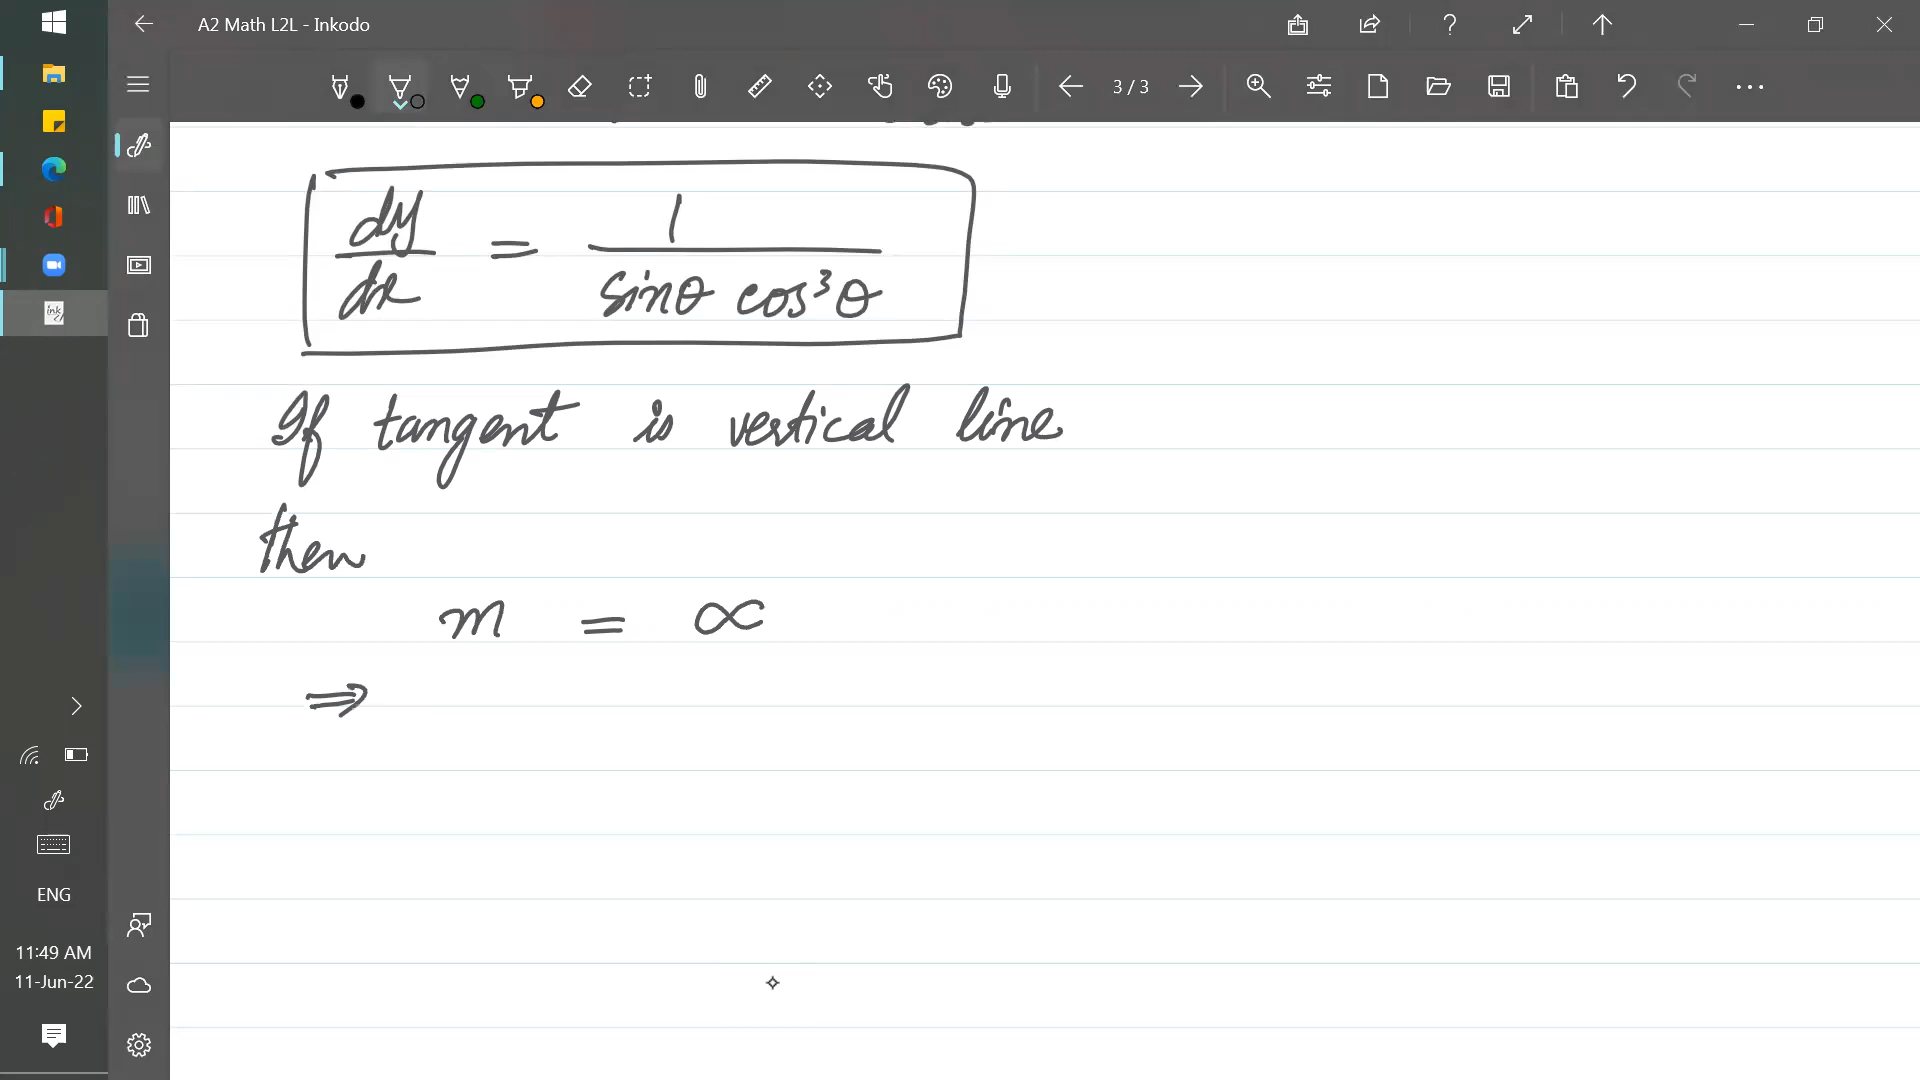 A2 Math L2L - Inkodo
3 / 3
dy/dx = 1/(sinθ cos³θ)
If tangent is vertical line
then
m = ∝
⇒
ENG
11:49 AM
11-Jun-22